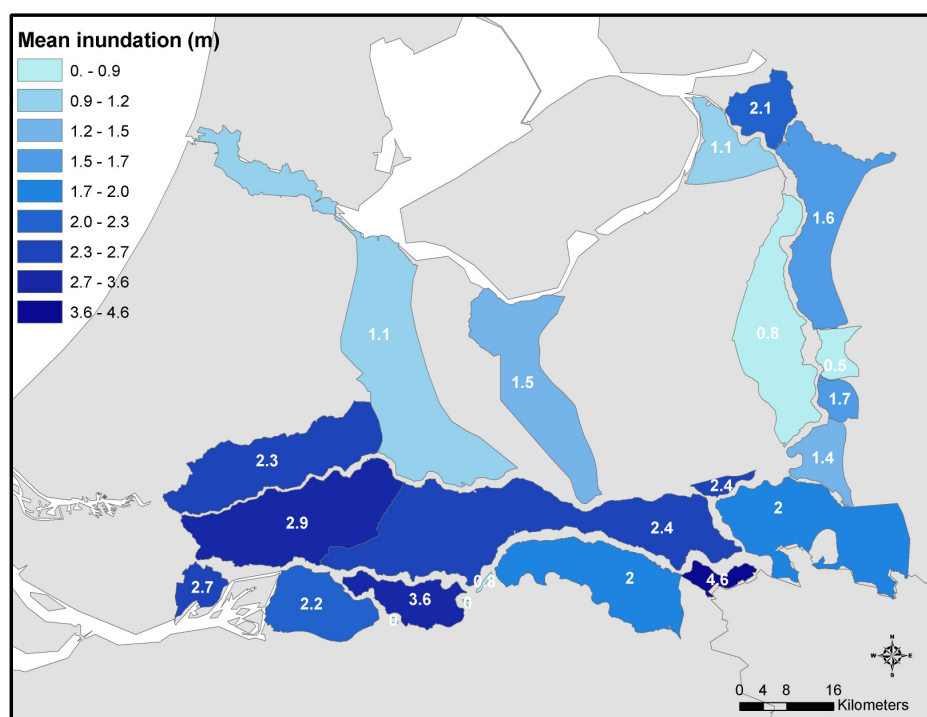 Mean inundation (m)
0. - 0.9
0.9 - 1.2
1.2 - 1.5
1.5 - 1.7
1.7 - 2.0
2.0 - 2.3
2.3 - 2.7
2.7 - 3.6
3.6 - 4.6
2.1
1.1
1.6
1.1
0.8
0.5
1.5
1.7
1.4
2.3
2.4
2
2.9
2.4
2.7
2.2
3.6
0.8
0
0
2
4.6
N
W E
S
0 4 8 16
Kilometers